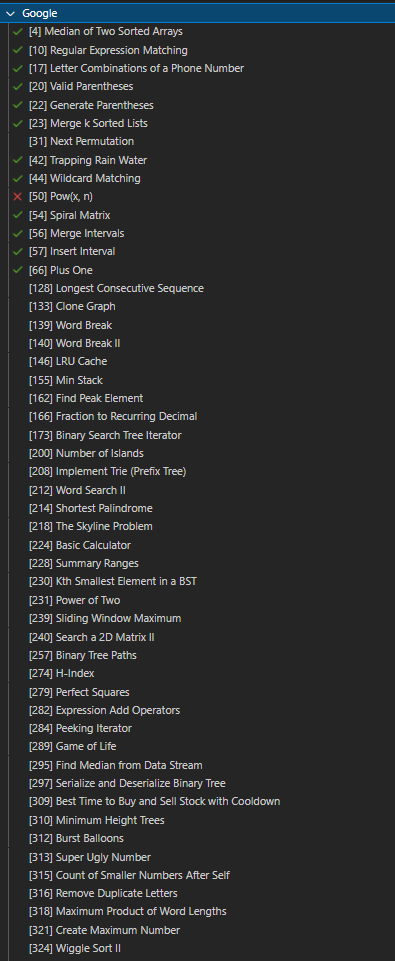 Google
[4] Median of Two Sorted Arrays
[10] Regular Expression Matching
[17] Letter Combinations of a Phone Number
[20] Valid Parentheses
[22] Generate Parentheses
[23] Merge k Sorted Lists
[31] Next Permutation
[42] Trapping Rain Water
[44] Wildcard Matching
[50] Pow(x, n)
[54] Spiral Matrix
[56] Merge Intervals
[57] Insert Interval
[66] Plus One
[128] Longest Consecutive Sequence
[133] Clone Graph
[139] Word Break
[140] Word Break II
[146] LRU Cache
[155] Min Stack
[162] Find Peak Element
[166] Fraction to Recurring Decimal
[173] Binary Search Tree Iterator
[200] Number of Islands
[208] Implement Trie (Prefix Tree)
[212] Word Search II
[214] Shortest Palindrome
[218] The Skyline Problem
[224] Basic Calculator
[228] Summary Ranges
[230] Kth Smallest Element in a BST
[231] Power of Two
[239] Sliding Window Maximum
[240] Search a 2D Matrix II
[257] Binary Tree Paths
[274] H-Index
[279] Perfect Squares
[282] Expression Add Operators
[284] Peeking Iterator
[289] Game of Life
[295] Find Median from Data Stream
[297] Serialize and Deserialize Binary Tree
[309] Best Time to Buy and Sell Stock with Cooldown
[310] Minimum Height Trees
[312] Burst Balloons
[313] Super Ugly Number
[315] Count of Smaller Numbers After Self
[316] Remove Duplicate Letters
[318] Maximum Product of Word Lengths
[321] Create Maximum Number
[324] Wiggle Sort II